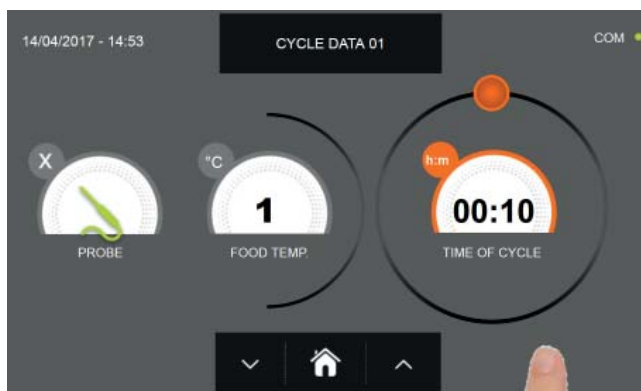 14/04/2017 - 14:53
CYCLE DATA 01
COM
X
°C
h:m
1
00:10
PROBE
FOOD TEMP.
TIME OF CYCLE